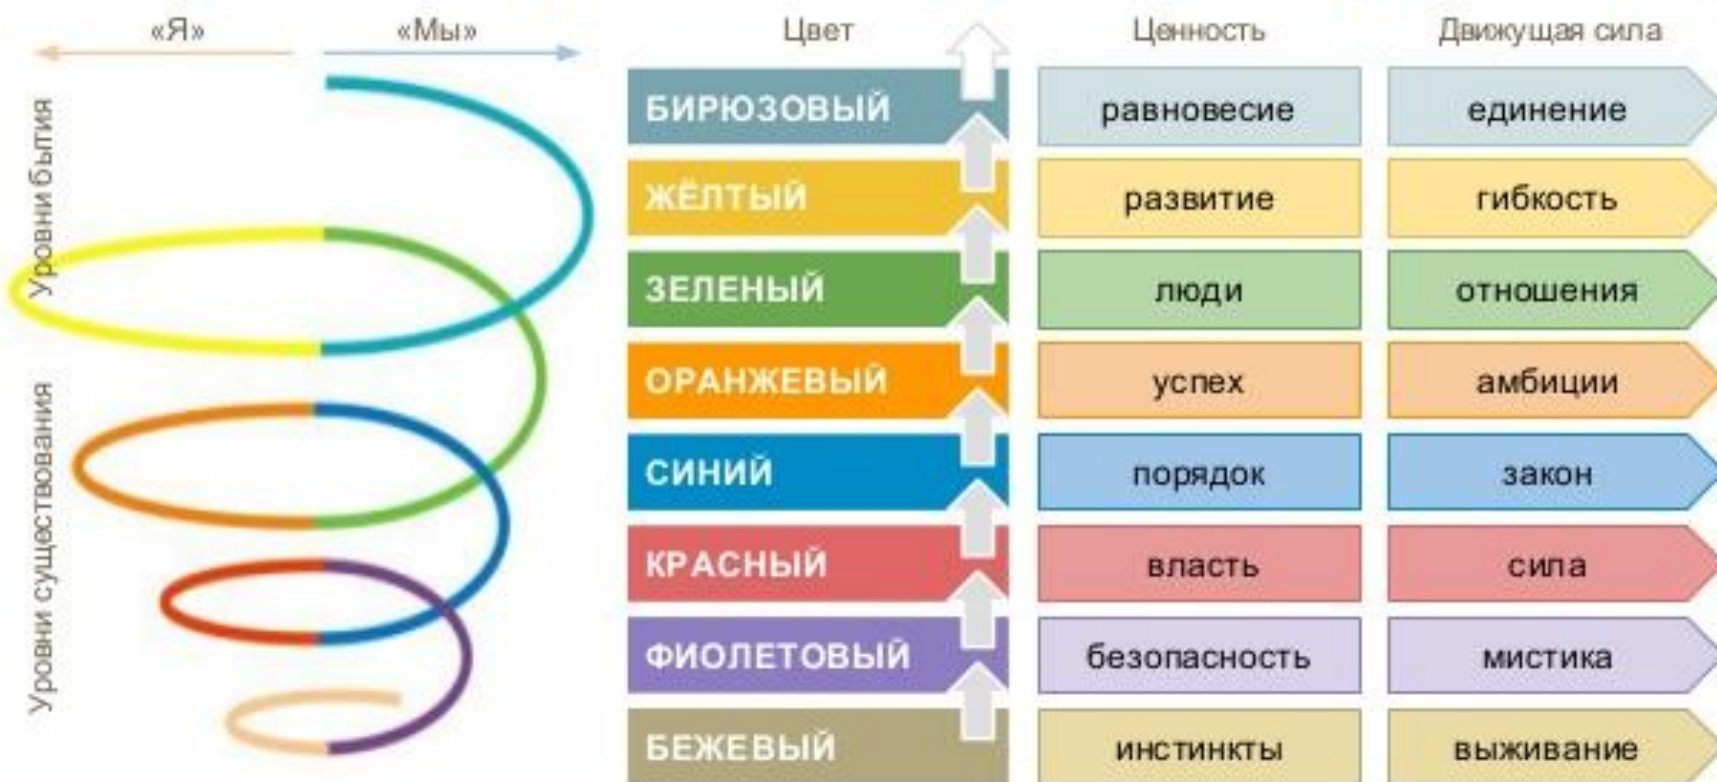 «Я» «Мы» Цвет Ценность Движущая сила
Уровни бытия
Уровни существования
БИРЮЗОВЫЙ равновесие единение
ЖЁЛТЫЙ развитие гибкость
ЗЕЛЕНЫЙ люди отношения
ОРАНЖЕВЫЙ успех амбиции
СИНИЙ порядок закон
КРАСНЫЙ власть сила
ФИОЛЕТОВЫЙ безопасность мистика
БЕЖЕВЫЙ инстинкты выживание